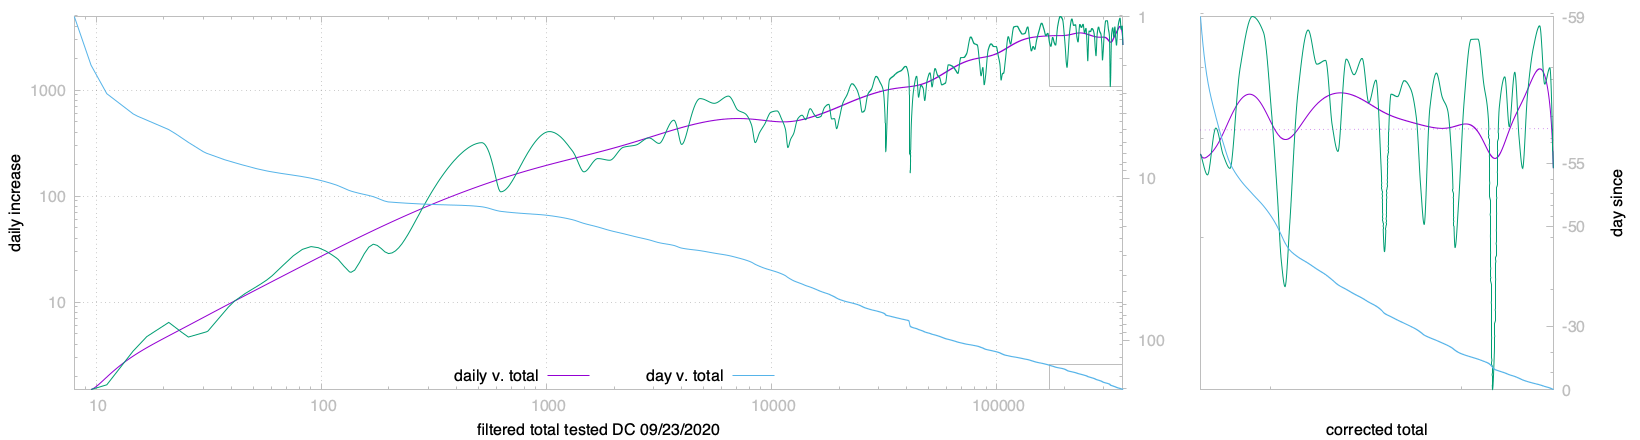 daily increase
1000
100
10
10
100
1000
10000
100000
1
10
100
daily v. total
day v. total
filtered total tested DC 09/23/2020
-59
-55
-50
-30
0
day since
corrected total